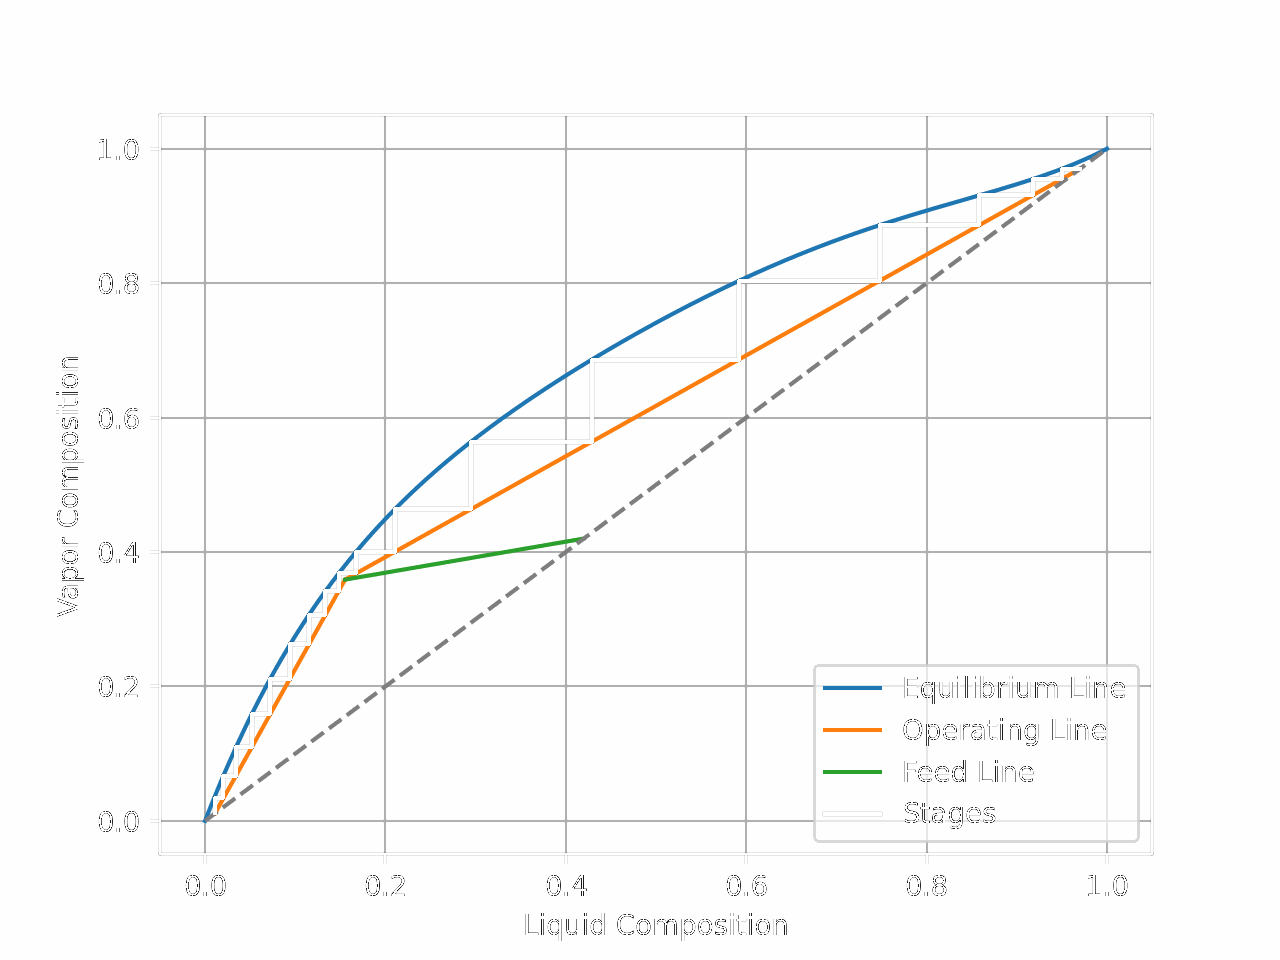 1.0
0.8
0.6
0.4
0.2
0.0
Vapor Composition
Equilibrium Line
Operating Line
Feed Line
Stages
0.0 0.2 0.4 0.6 0.8 1.0
Liquid Composition